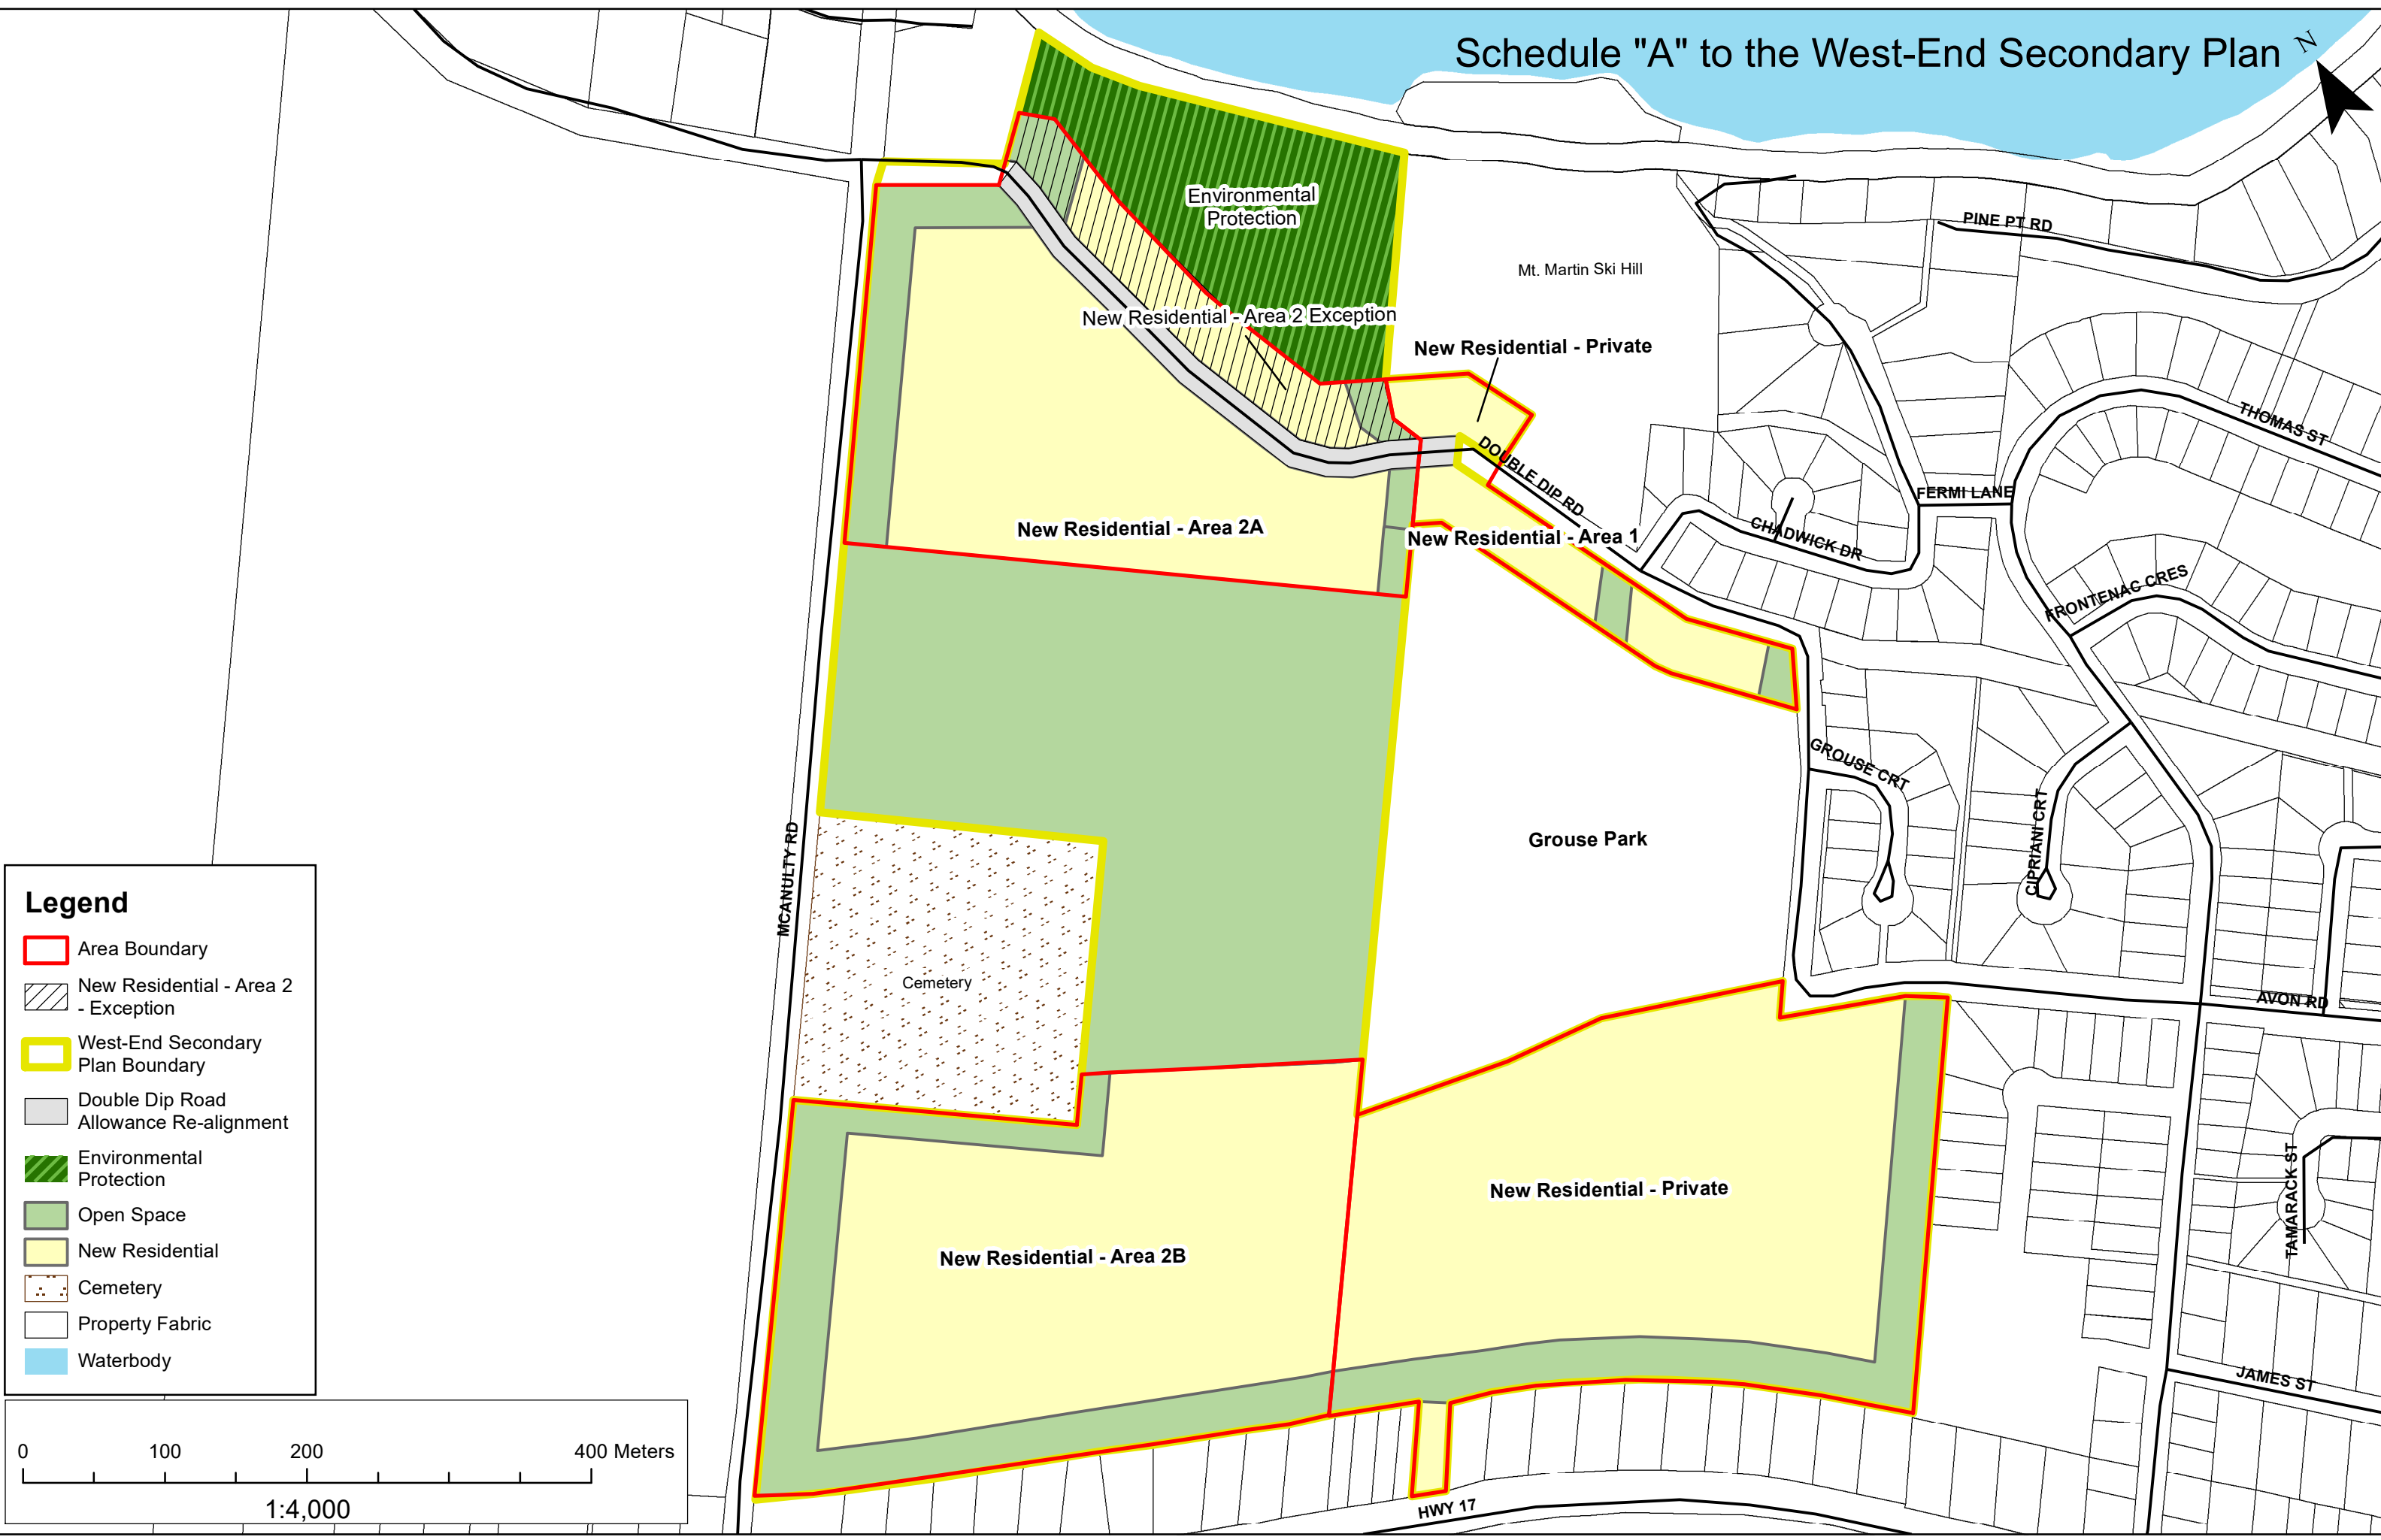 Schedule "A" to the West-End Secondary Plan
N
Environmental
Protection
PINE PT RD
Mt. Martin Ski Hill
New Residential - Area 2 Exception
New Residential - Private
THOMAS ST
DOUBLE DIP RD
FERMI LANE
CHADWICK DR
New Residential - Area 2A
New Residential - Area 1
FRONTENAC CRES
GROUSE CRT
CIPRIANI CRT
MCANULTY RD
Grouse Park
Cemetery
AVON RD
New Residential - Private
TAMARACK ST
New Residential - Area 2B
JAMES ST
HWY 17
Legend
Area Boundary
New Residential - Area 2
- Exception
West-End Secondary
Plan Boundary
Double Dip Road
Allowance Re-alignment
Environmental
Protection
Open Space
New Residential
Cemetery
Property Fabric
Waterbody
0 100 200 400 Meters
1:4,000